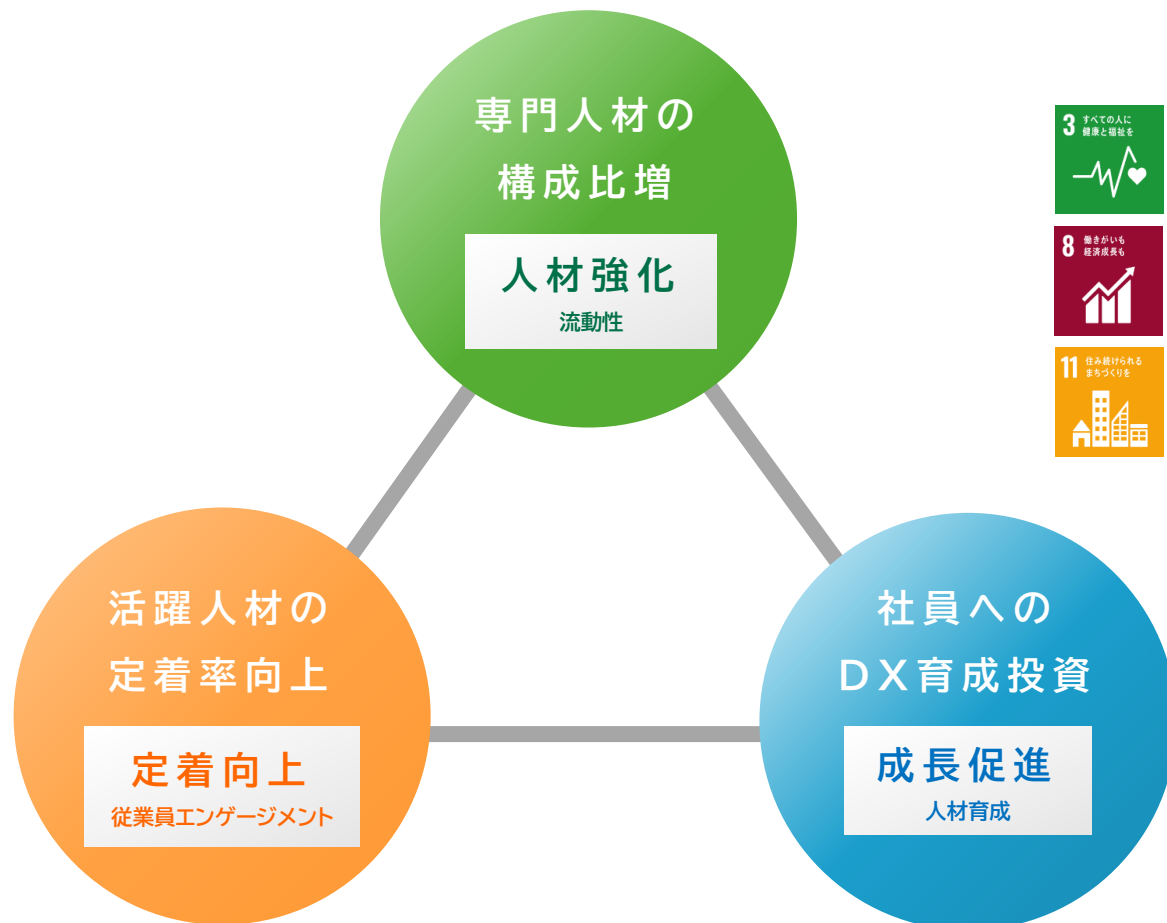 専門人材の
構成比増
人材強化
流動性
3 すべての人に
健康と福祉を
8 働きがいも
経済成長も
11 住み続けられる
まちづくりを
活躍人材の
定着率向上
定着向上
従業員エンゲージメント
社員への
DX育成投資
成長促進
人材育成